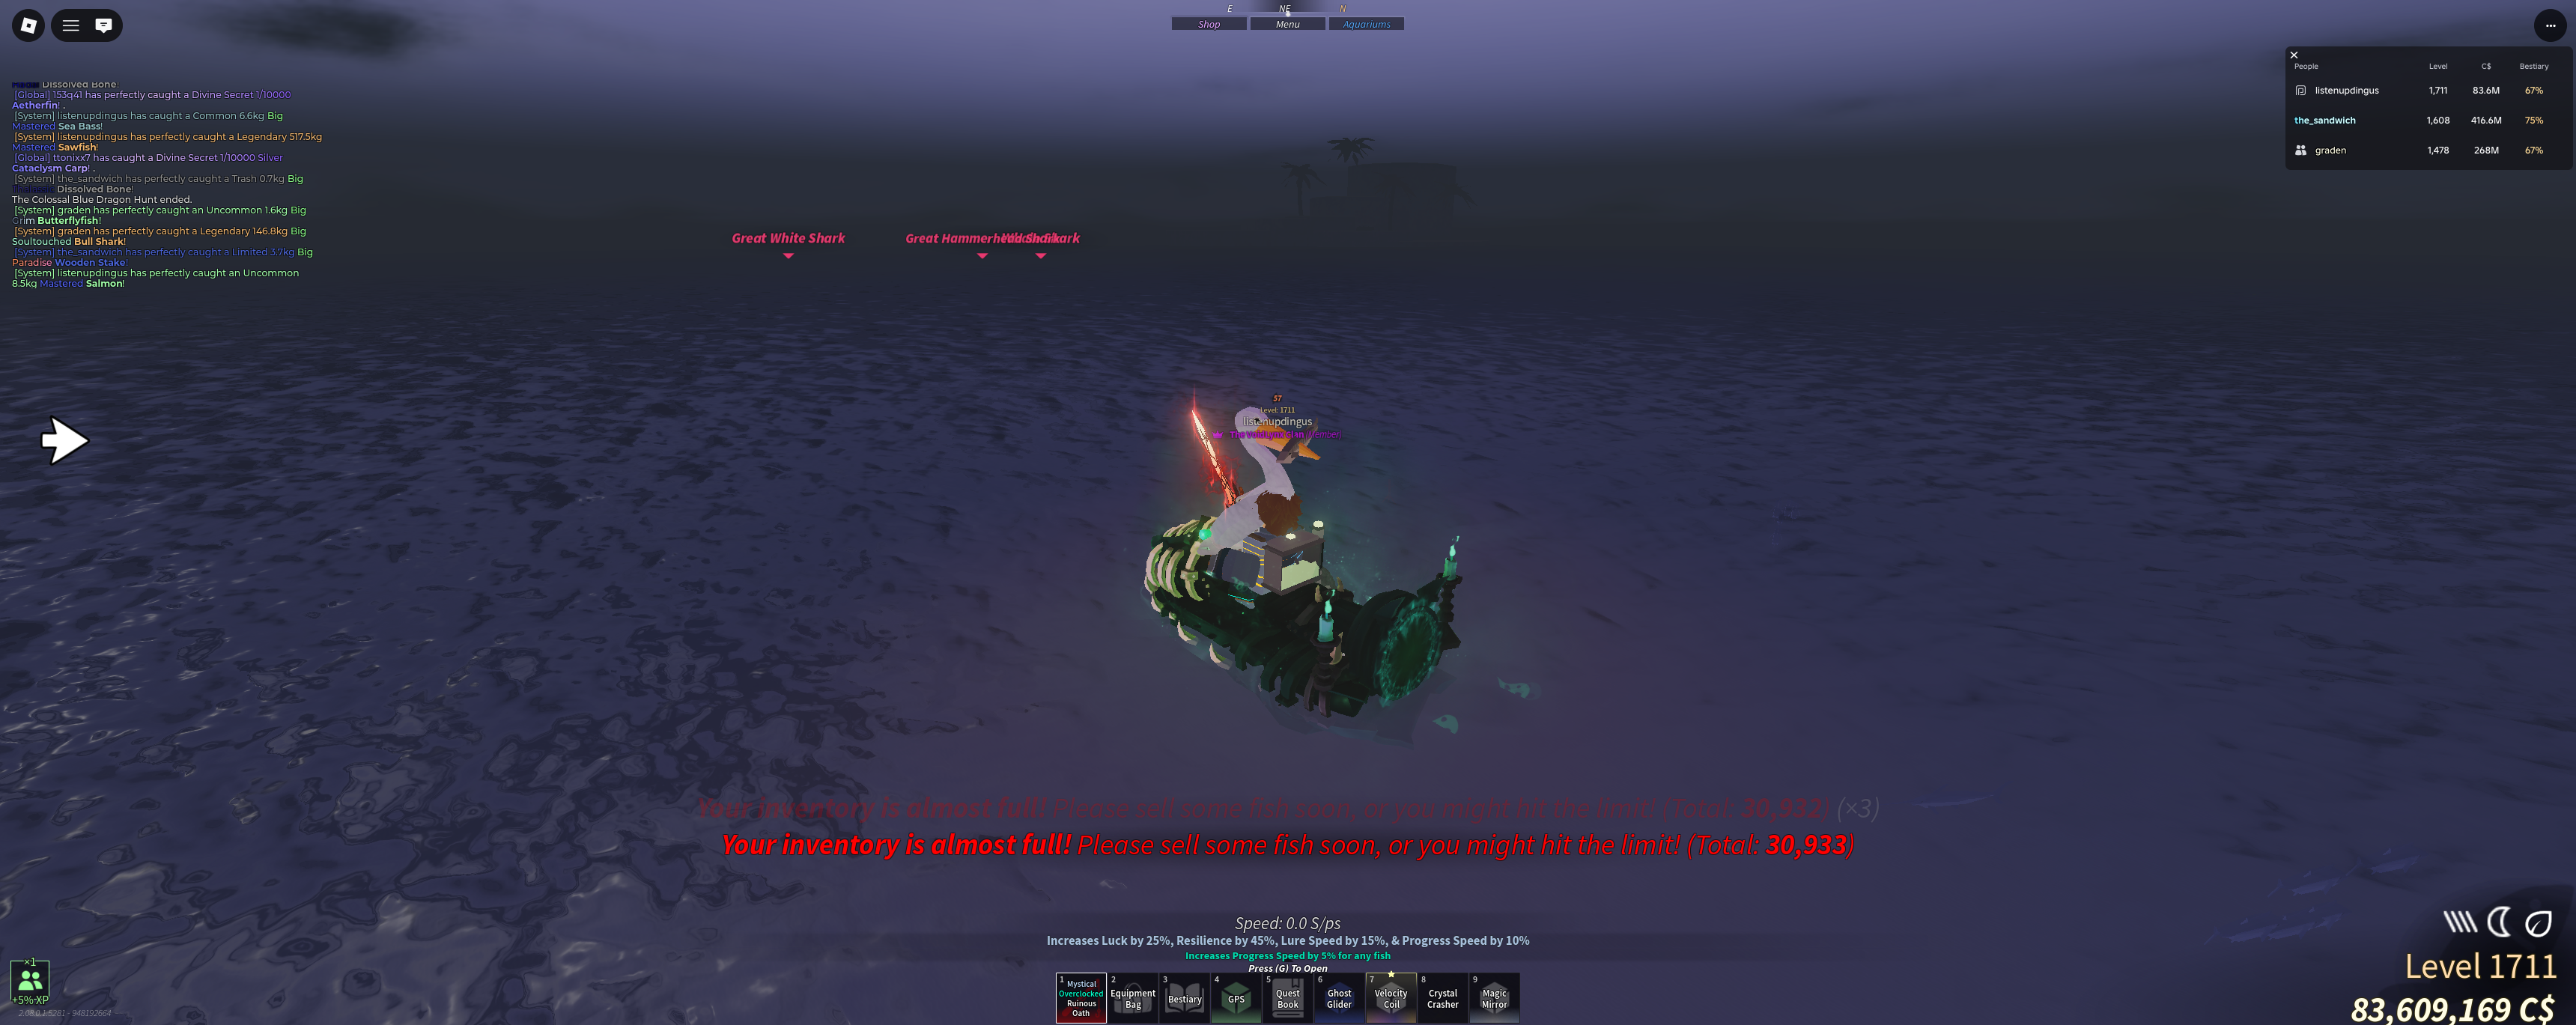 E NE N
Shop Menu Aquariums
People Level C$ Bestiary
listenupdingus 1,711 83.6M 67%
the_sandwich 1,608 416.6M 75%
graden 1,478 268M 67%
Dissolved Bone!
[Global] 153q41 has perfectly caught a Divine Secret 1/10000
Aetherfin! .
[System] listenupdingus has caught a Common 6.6kg Big
Mastered Sea Bass!
[System] listenupdingus has perfectly caught a Legendary 517.5kg
Mastered Sawfish!
[Global] ttonixx7 has caught a Divine Secret 1/10000 Silver
Cataclysm Carp! .
[System] the_sandwich has perfectly caught a Trash 0.7kg Big
Dissolved Bone!
The Colossal Blue Dragon Hunt ended.
[System] graden has perfectly caught an Uncommon 1.6kg Big
Grim Butterflyfish!
[System] graden has perfectly caught a Legendary 146.8kg Big
Soultouched Bull Shark!
[System] the_sandwich has perfectly caught a Limited 3.7kg Big
Paradise Wooden Stake!
[System] listenupdingus has perfectly caught an Uncommon
8.5kg Mastered Salmon!
Great White Shark
Great Hammerhead Shark
57
Level: 1711
listenupdingus
Your inventory is almost full! Please sell some fish soon, or you might hit the limit! (Total: 30,932) (×3)
Your inventory is almost full! Please sell some fish soon, or you might hit the limit! (Total: 30,933)
Speed: 0.0 S/ps
Increases Luck by 25%, Resilience by 45%, Lure Speed by 15%, & Progress Speed by 10%
Increases Progress Speed by 5% for any fish
Press (G) To Open
1 Mystical Overclocked Ruinous Oath
2 Equipment Bag
3 Bestiary
4 GPS
5 Quest Book
6 Ghost Glider
7 Velocity Coil
8 Crystal Crasher
9 Magic Mirror
×1
+5% XP
Level 1711
83,609,169 C$